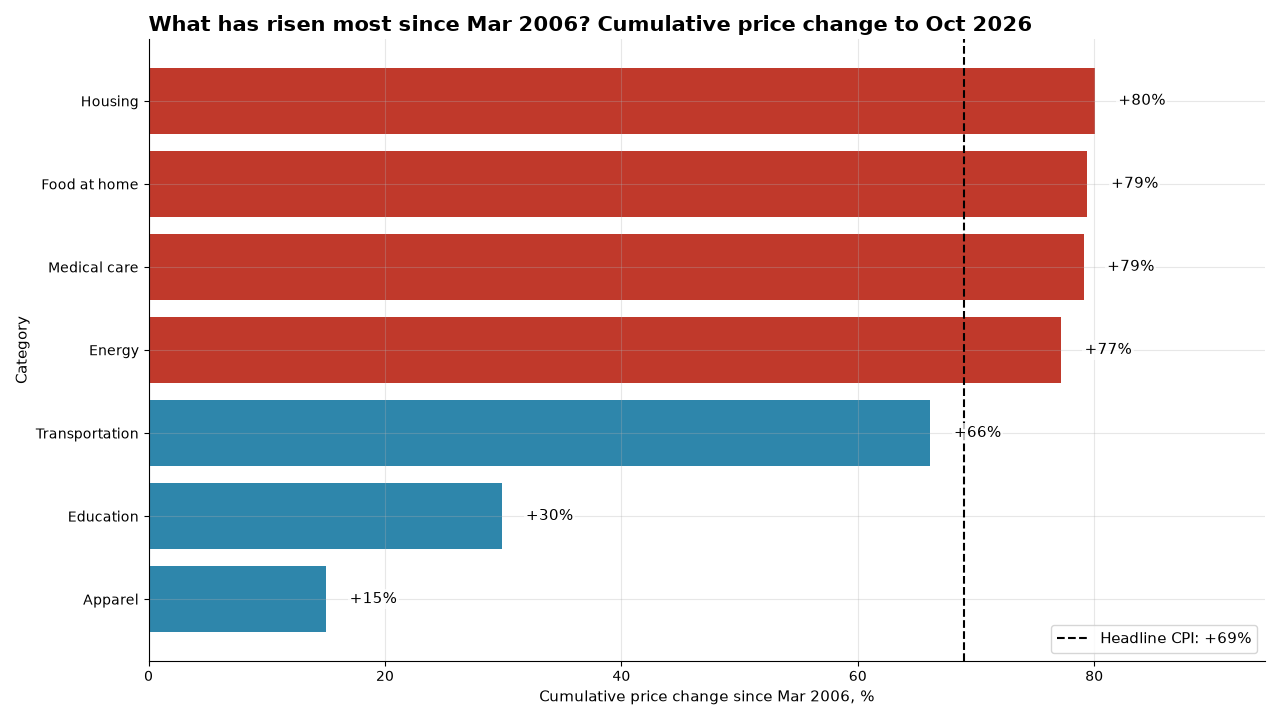 What has risen most since Mar 2006? Cumulative price change to Oct 2026
Category
Housing
+80%
Food at home
+79%
Medical care
+79%
Energy
+77%
Transportation
+66%
Education
+30%
Apparel
+15%
Headline CPI: +69%
0 20 40 60 80
Cumulative price change since Mar 2006, %